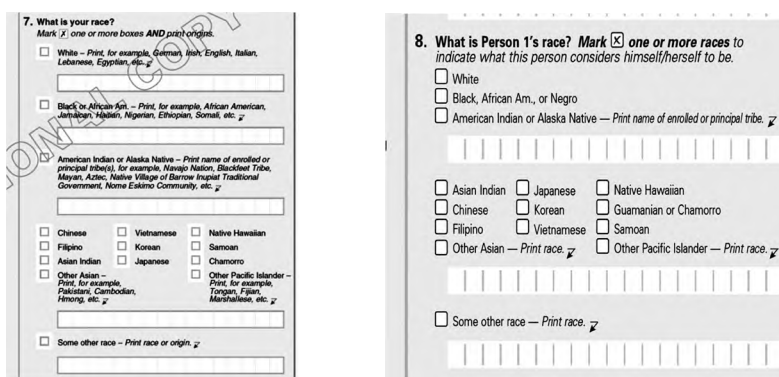 7. What is your race?
Mark X one or more boxes AND print origins.
White – Print, for example, German, Irish, English, Italian,
Lebanese, Egyptian, etc.
Black or African Am. – Print, for example, African American,
Jamaican, Haitian, Nigerian, Ethiopian, Somali, etc.
American Indian or Alaska Native – Print name of enrolled or
principal tribe(s), for example, Navajo Nation, Blackfeet Tribe,
Mayan, Aztec, Native Village of Barrow Inupiat Traditional
Government, Nome Eskimo Community, etc.
Chinese Vietnamese Native Hawaiian
Filipino Korean Samoan
Asian Indian Japanese Chamorro
Other Asian – Other Pacific Islander –
Print, for example, Print, for example,
Pakistani, Cambodian, Tongan, Fijian,
Hmong, etc. Marshallese, etc.
Some other race – Print race or origin.
ONAL COPY
8. What is Person 1's race? Mark X one or more races to
indicate what this person considers himself/herself to be.
White
Black, African Am., or Negro
American Indian or Alaska Native — Print name of enrolled or principal tribe.
Asian Indian Japanese Native Hawaiian
Chinese Korean Guamanian or Chamorro
Filipino Vietnamese Samoan
Other Asian — Print race. Other Pacific Islander — Print race.
Some other race — Print race.